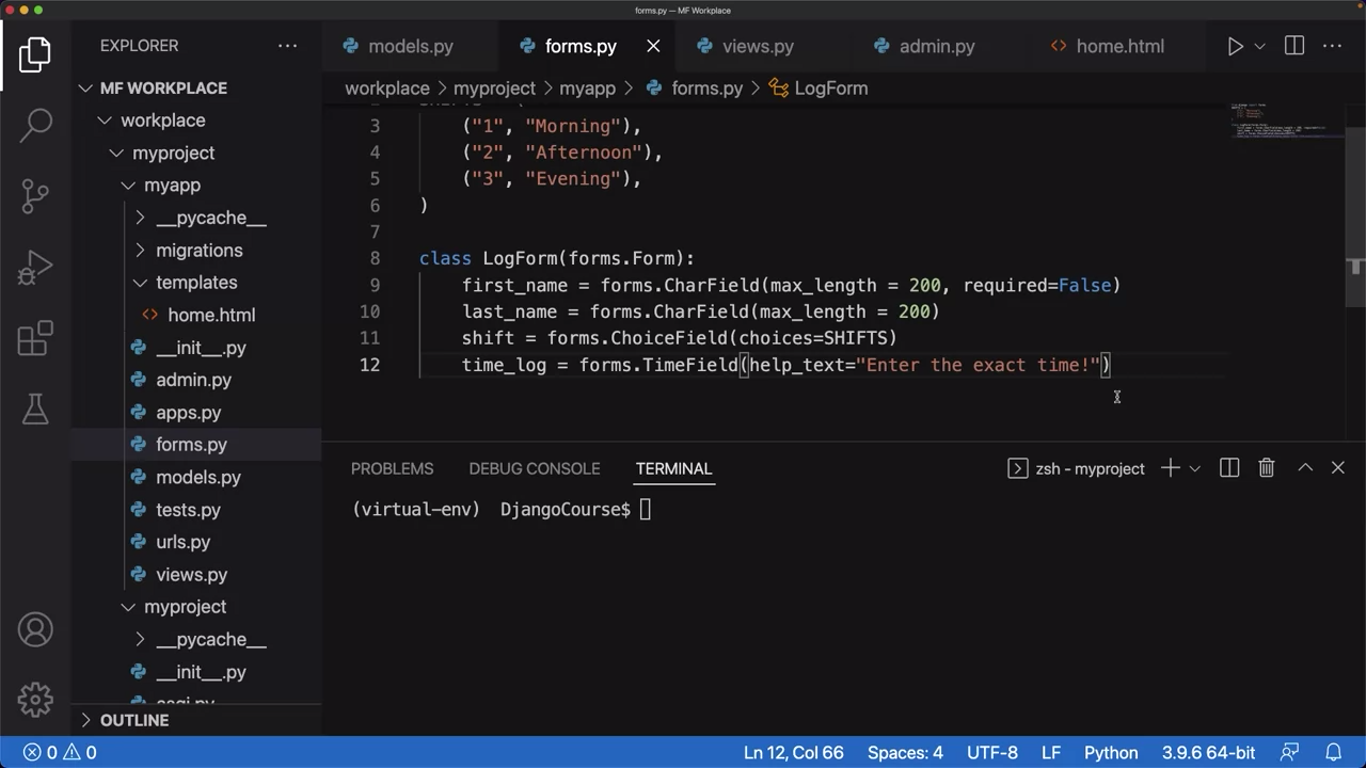 forms.py — MF Workplace
EXPLORER
models.py
forms.py
views.py
admin.py
home.html
MF WORKPLACE
workplace
myproject
myapp
__pycache__
migrations
templates
home.html
__init__.py
admin.py
apps.py
forms.py
models.py
tests.py
urls.py
views.py
myproject
__pycache__
__init__.py
OUTLINE
workplace > myproject > myapp > forms.py > LogForm
3 ("1", "Morning"),
4 ("2", "Afternoon"),
5 ("3", "Evening"),
6 )
7
8 class LogForm(forms.Form):
9 first_name = forms.CharField(max_length = 200, required=False)
10 last_name = forms.CharField(max_length = 200)
11 shift = forms.ChoiceField(choices=SHIFTS)
12 time_log = forms.TimeField(help_text="Enter the exact time!")
PROBLEMS DEBUG CONSOLE TERMINAL
zsh - myproject
(virtual-env) DjangoCourse$
0 0
Ln 12, Col 66 Spaces: 4 UTF-8 LF Python 3.9.6 64-bit